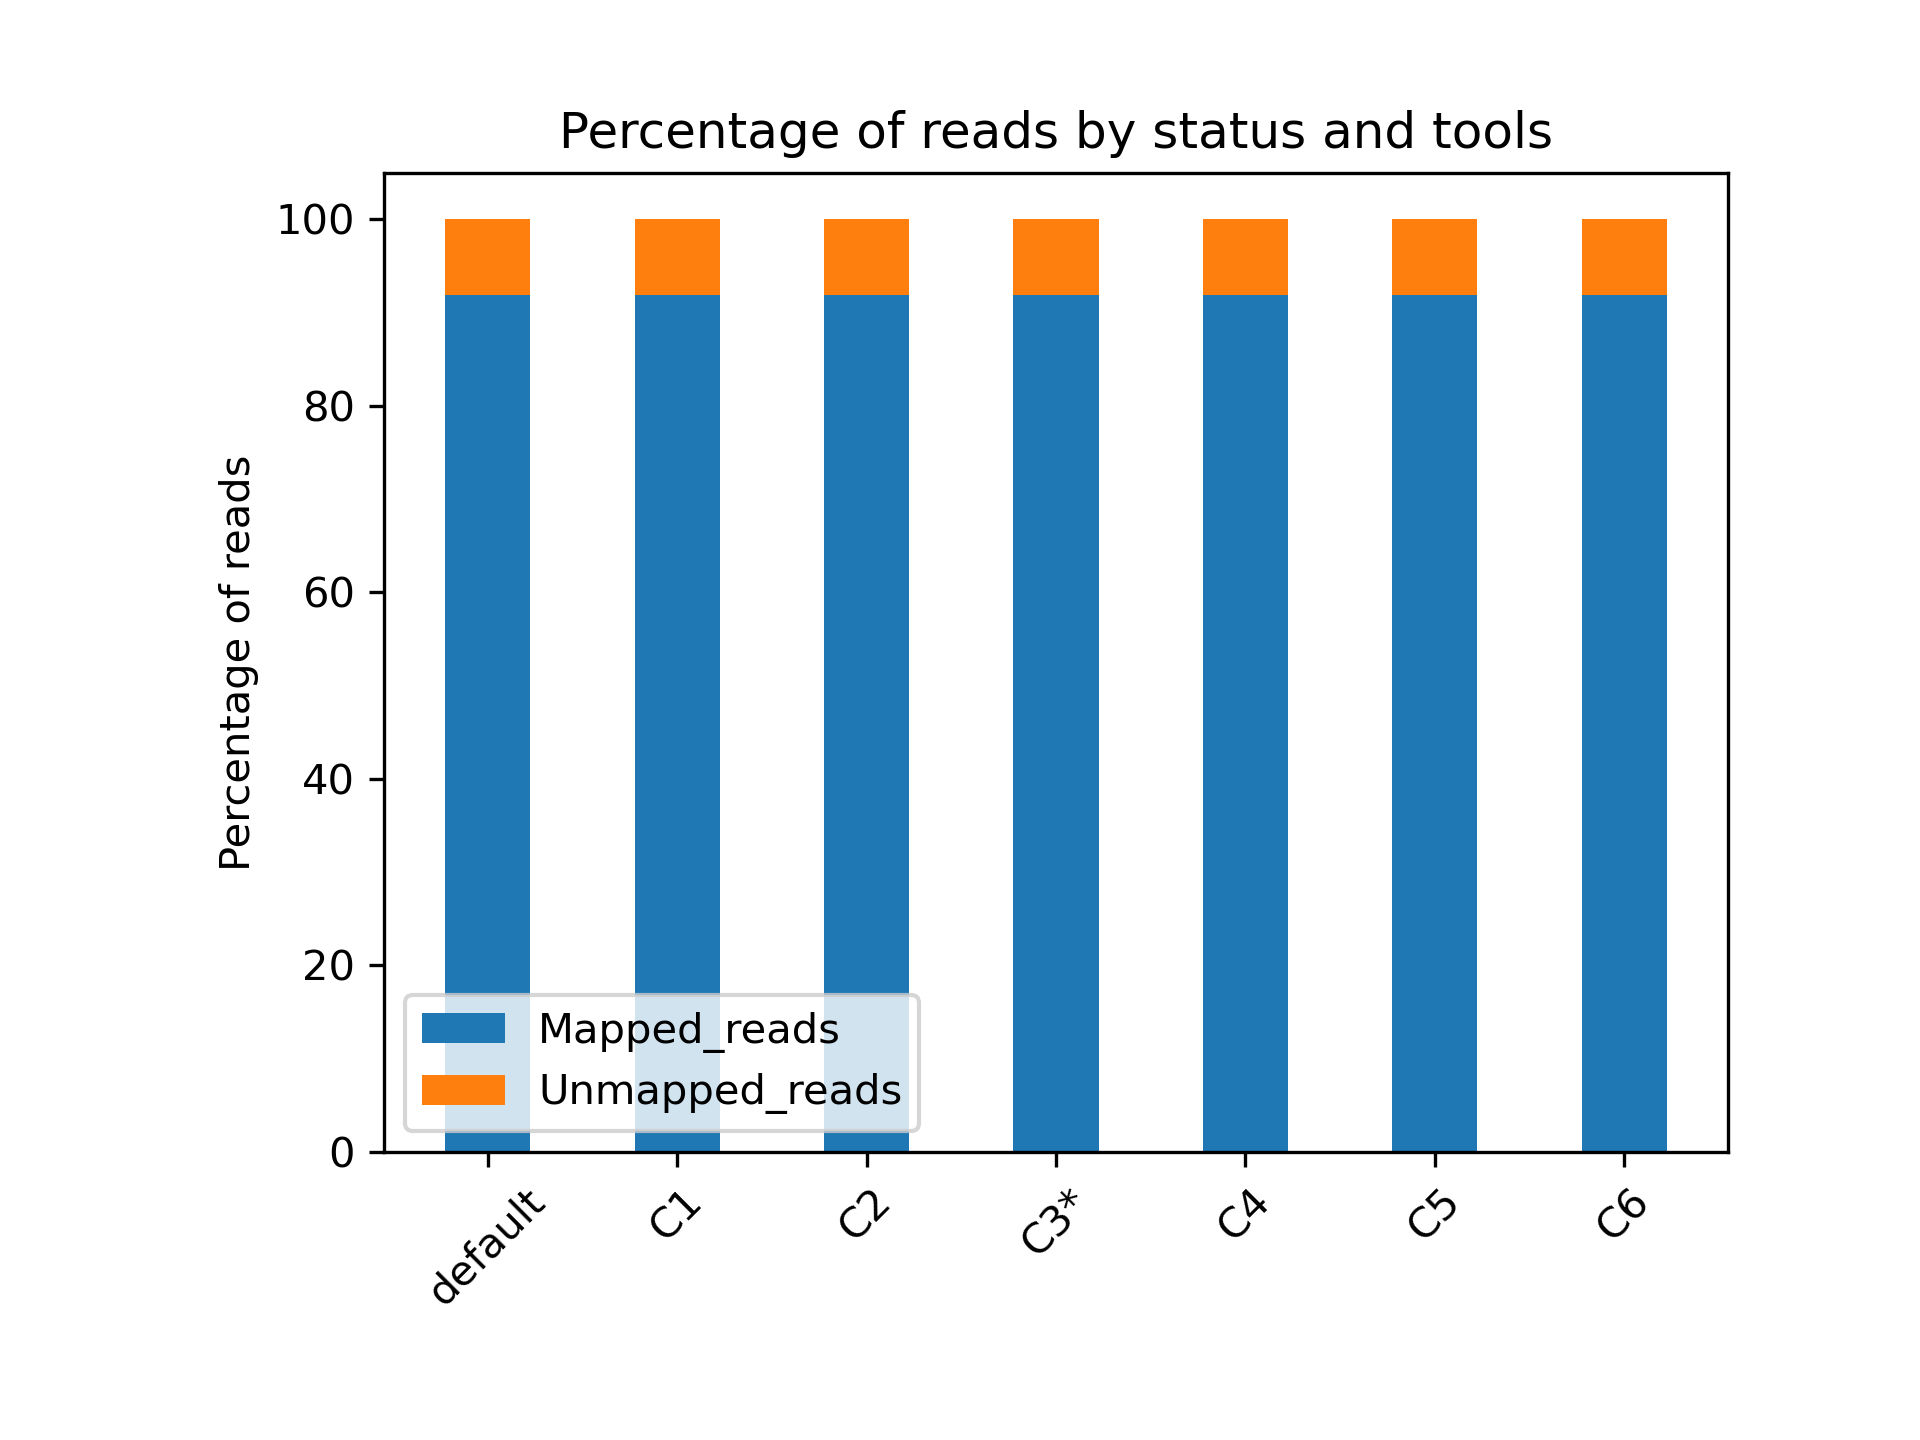 Percentage of reads by status and tools
Percentage of reads
100
80
60
40
20
0
Mapped_reads
Unmapped_reads
default
C1
C2
C3*
C4
C5
C6